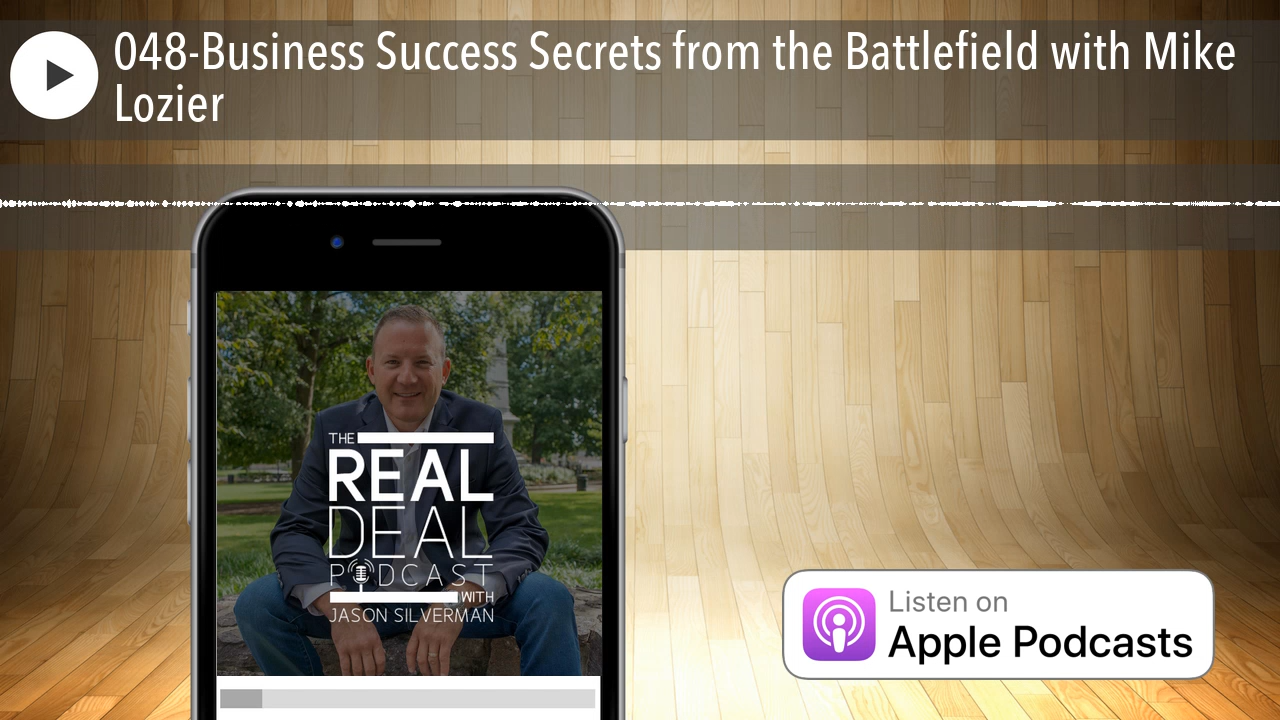 048-Business Success Secrets from the Battlefield with Mike
Lozier
THE
REAL
DEAL
PODCAST
WITH
JASON SILVERMAN
Listen on
Apple Podcasts